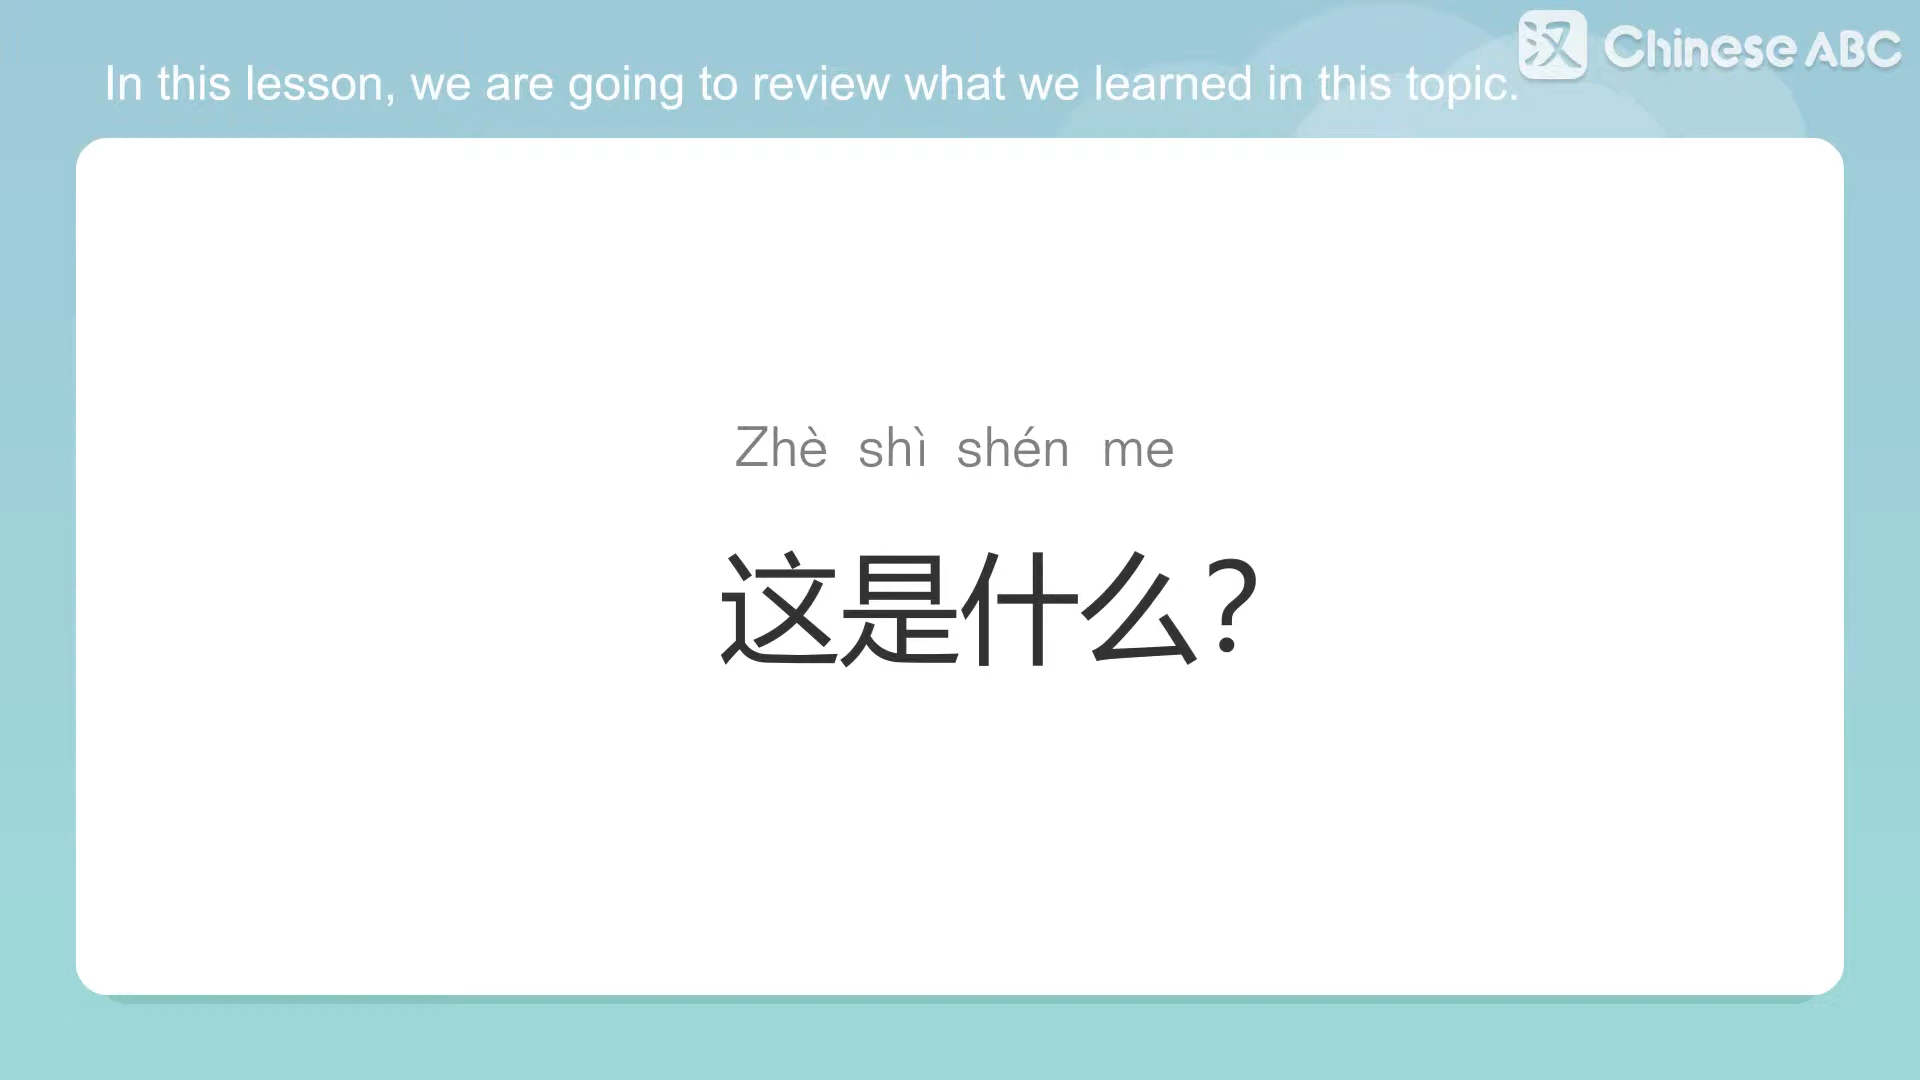 汉 Chinese ABC
In this lesson, we are going to review what we learned in this topic.
Zhè shì shén me
这是什么?